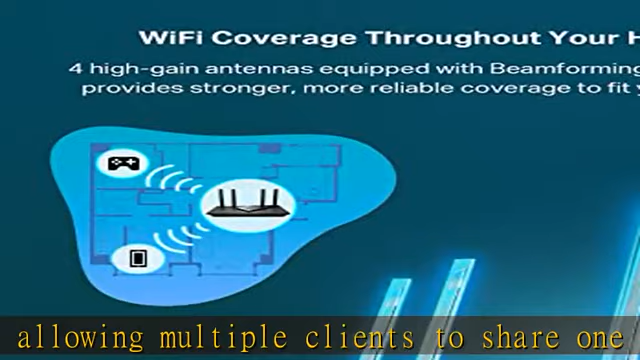 WiFi Coverage Throughout Your
4 high-gain antennas equipped with Beamforming
provides stronger, more reliable coverage to fit
allowing multiple clients to share one